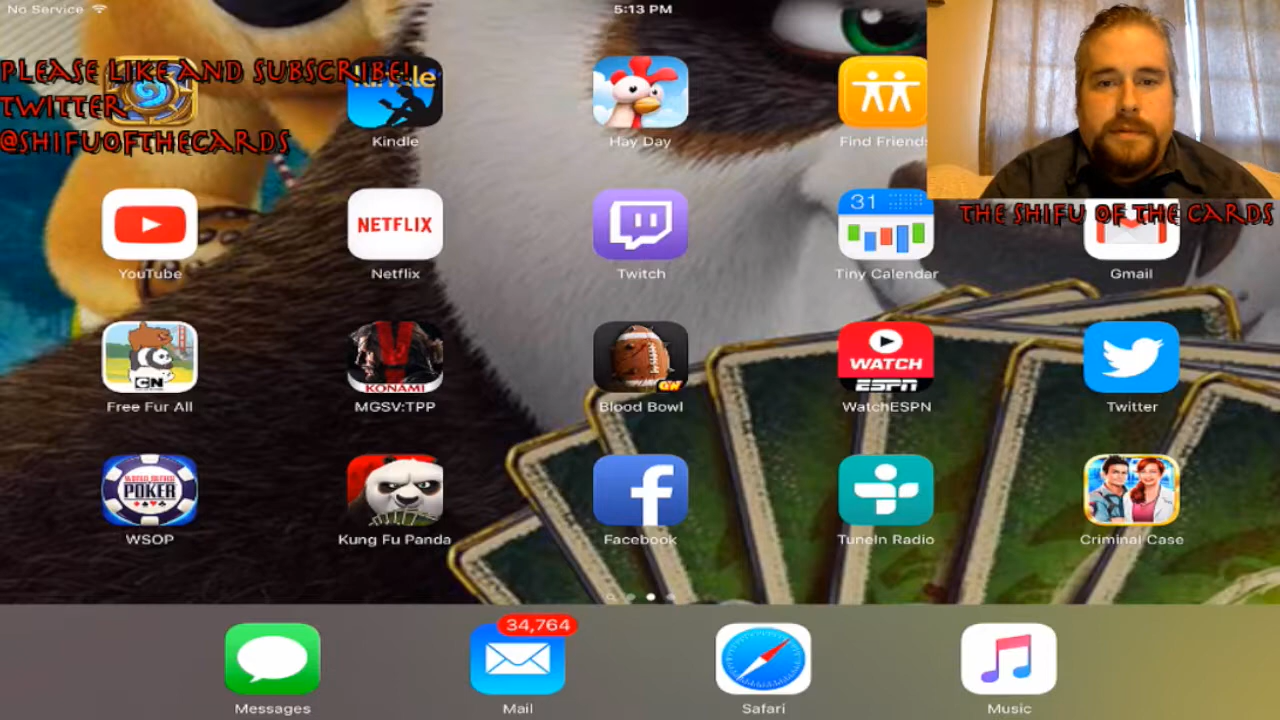 No Service
5:13 PM
PLEASE LIKE AND SUBSCRIBE!
TWITTER
@SHIFUOFTHECARDS
THE SHIFU OF THE CARDS
Kindle
Hay Day
Find Friends
31
NETFLIX
YouTube
Netflix
Twitch
Tiny Calendar
Gmail
CN
KONAMI
GW
WATCH
ESPN
Free Fur All
MGSV:TPP
Blood Bowl
WatchESPN
Twitter
WORLD SERIES
POKER
WSOP
Kung Fu Panda
Facebook
TuneIn Radio
Criminal Case
34,764
Messages
Mail
Safari
Music